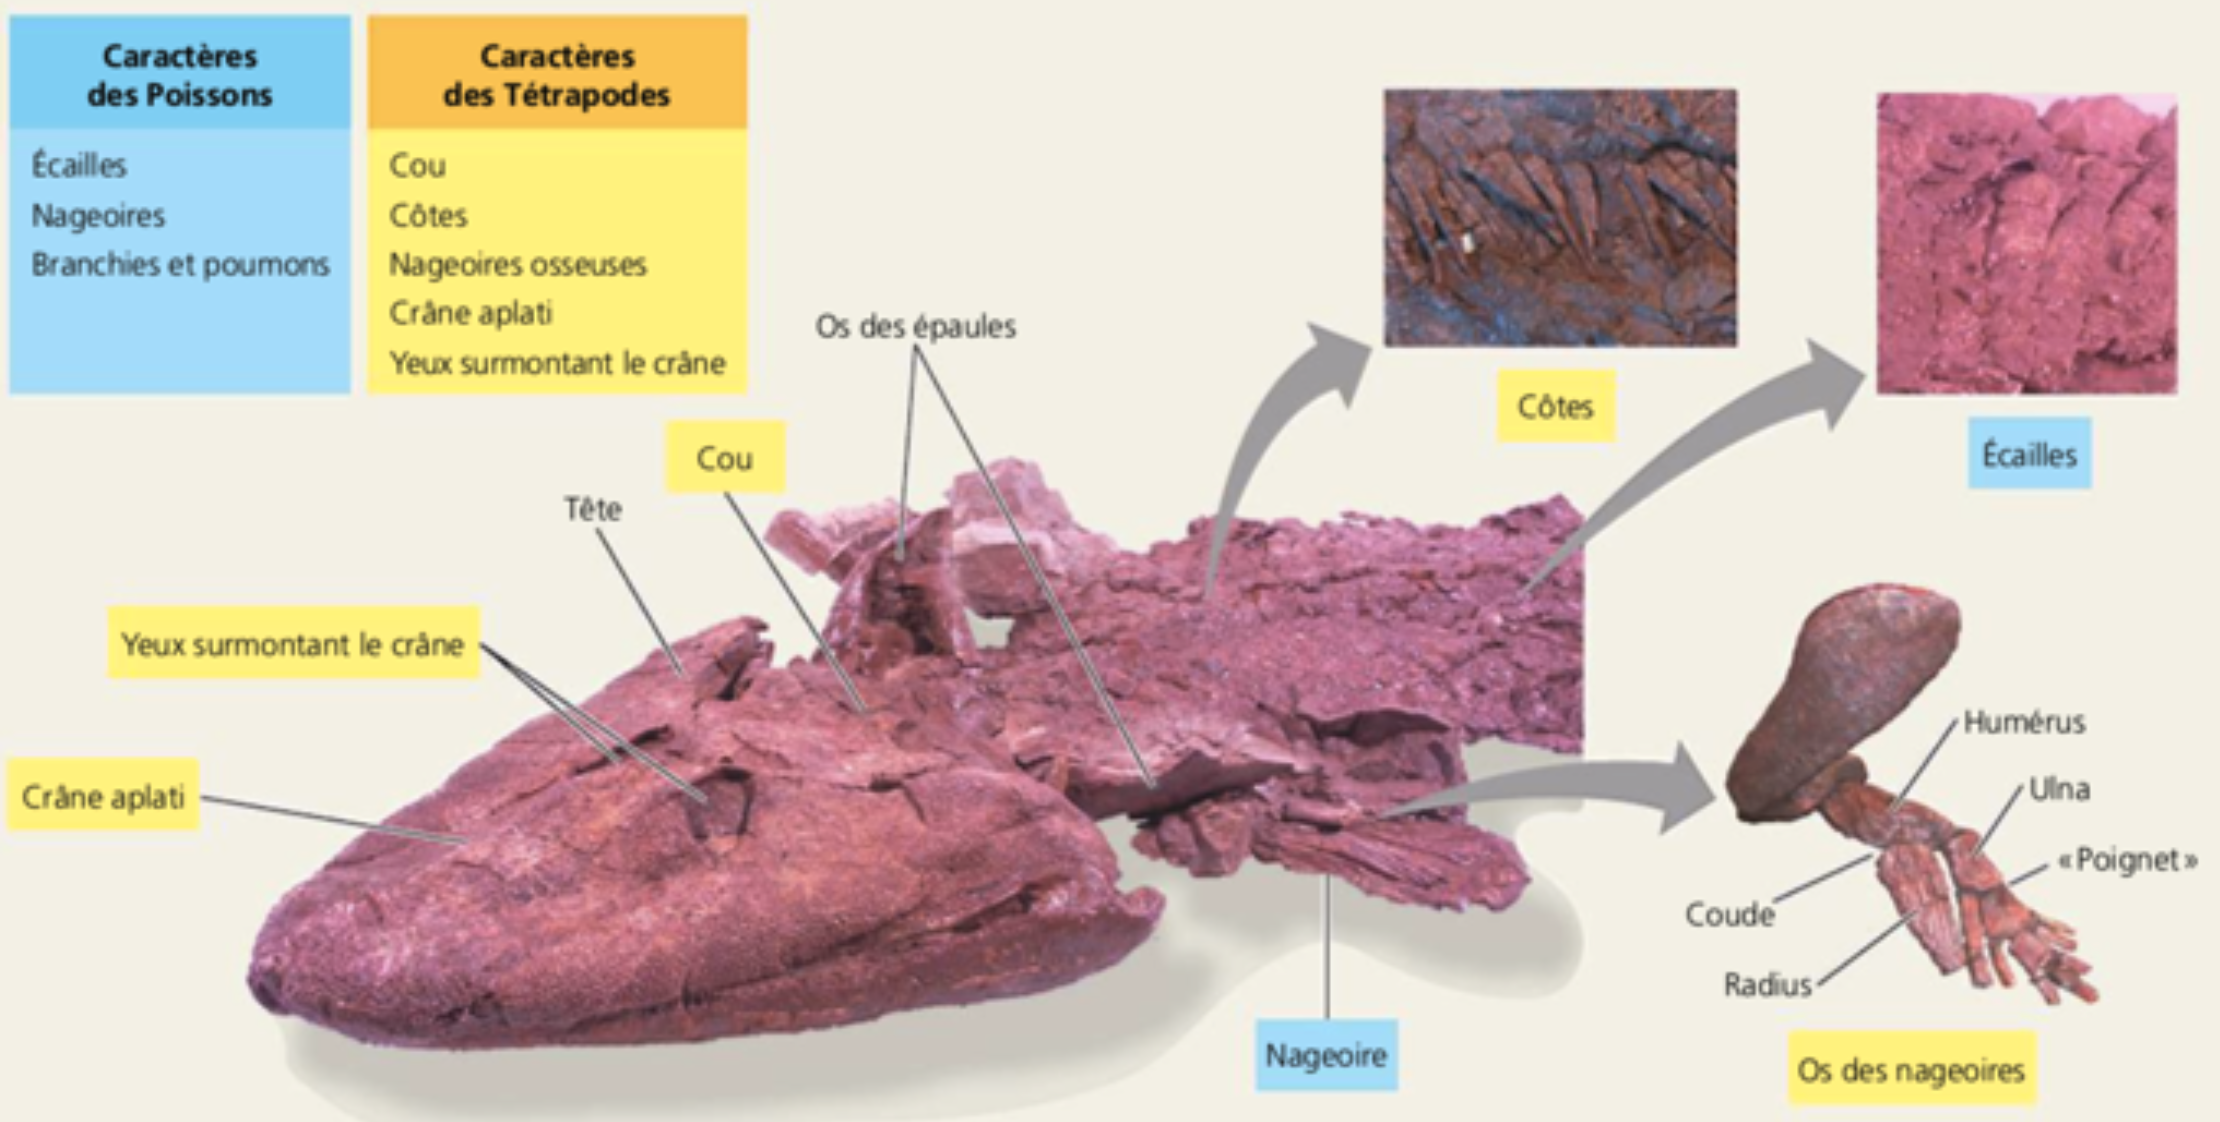 Caractères
des Poissons
Écailles
Nageoires
Branchies et poumons
Caractères
des Tétrapodes
Cou
Côtes
Nageoires osseuses
Crâne aplati
Yeux surmontant le crâne
Os des épaules
Côtes
Écailles
Cou
Tête
Yeux surmontant le crâne
Crâne aplati
Humérus
Ulna
« Poignet »
Coude
Radius
Nageoire
Os des nageoires